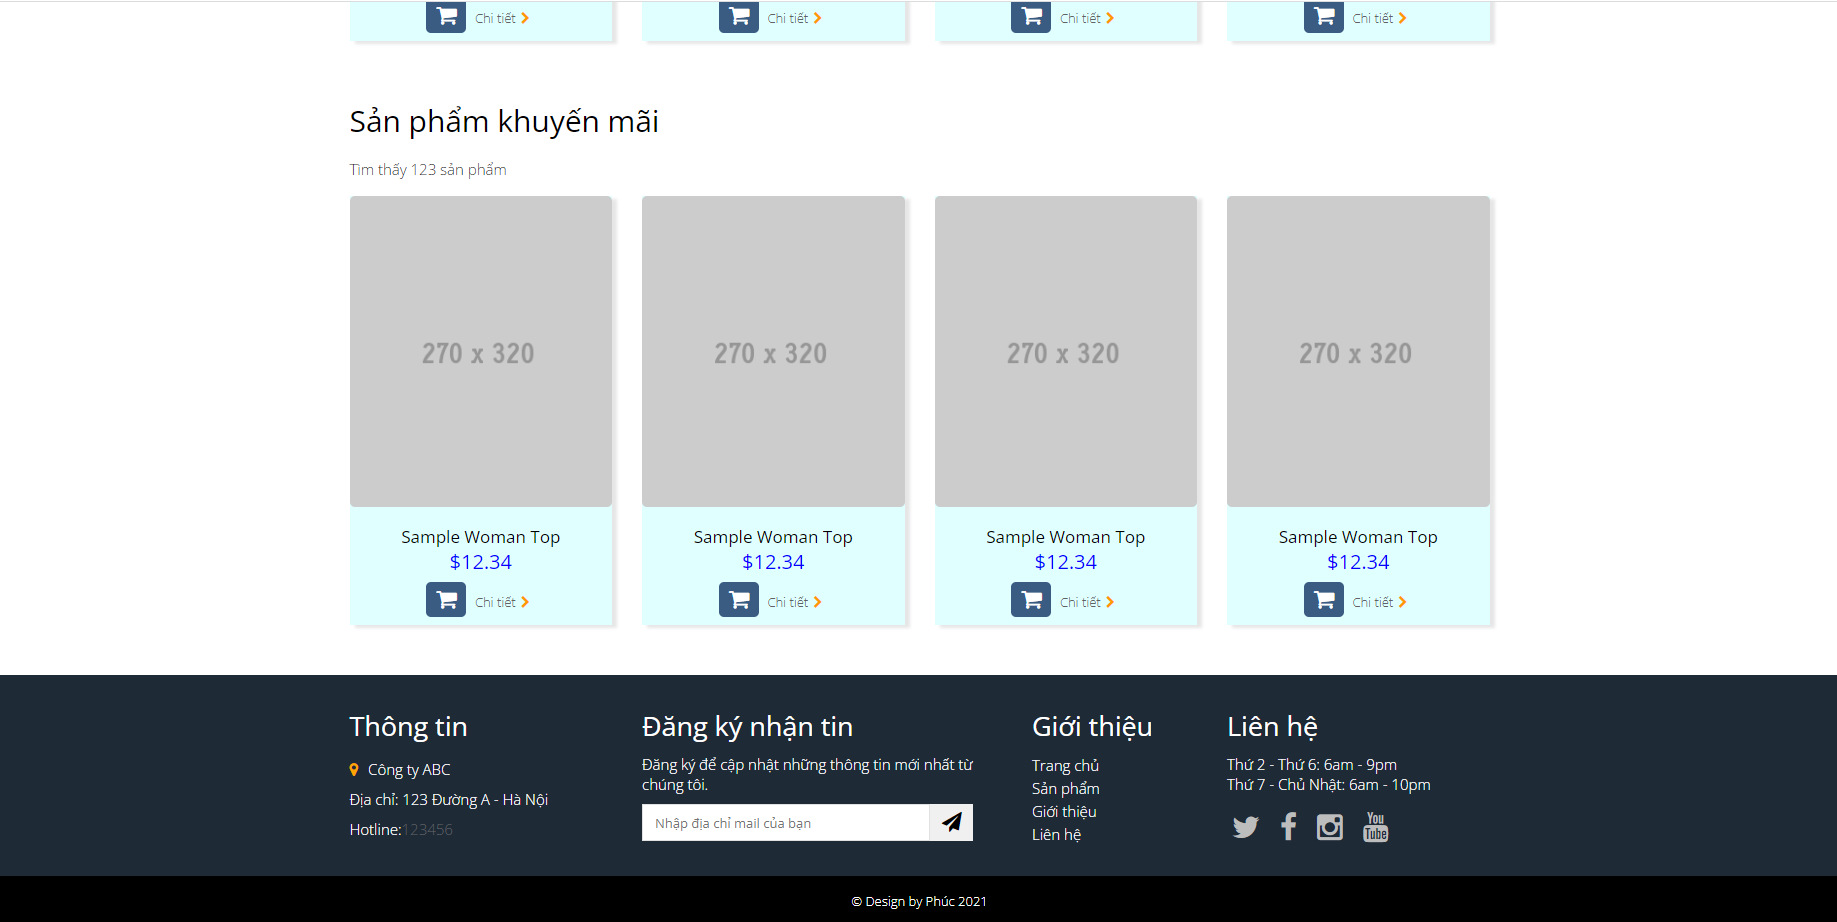 Chi tiết Chi tiết Chi tiết Chi tiết
Sản phẩm khuyến mãi
Tìm thấy 123 sản phẩm
270 x 320 270 x 320 270 x 320 270 x 320
Sample Woman Top Sample Woman Top Sample Woman Top Sample Woman Top
$12.34 $12.34 $12.34 $12.34
Chi tiết Chi tiết Chi tiết Chi tiết
Thông tin
Công ty ABC
Địa chỉ: 123 Đường A - Hà Nội
Hotline:123456
Đăng ký nhận tin
Đăng ký để cập nhật những thông tin mới nhất từ
chúng tôi.
Nhập địa chỉ mail của bạn
Giới thiệu
Trang chủ
Sản phẩm
Giới thiệu
Liên hệ
Liên hệ
Thứ 2 - Thứ 6: 6am - 9pm
Thứ 7 - Chủ Nhật: 6am - 10pm
You
Tube
© Design by Phúc 2021